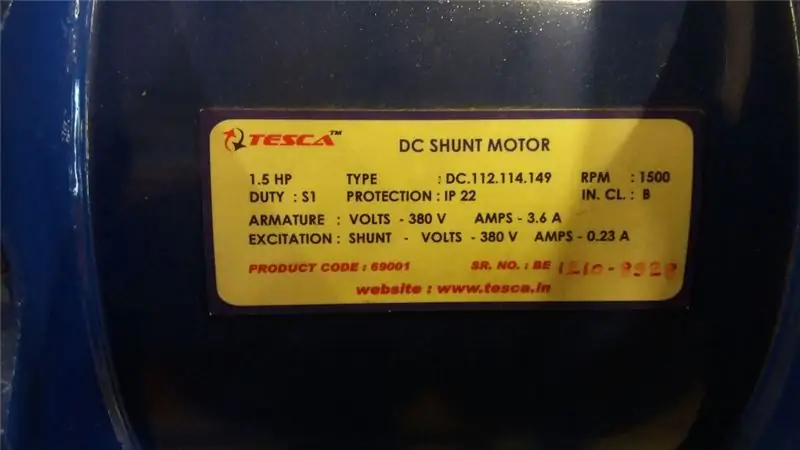 TESCA™ DC SHUNT MOTOR
1.5 HP TYPE : DC.112.114.149 RPM : 1500
DUTY : S1 PROTECTION : IP 22 IN. CL. : B
ARMATURE : VOLTS - 380 V AMPS - 3.6 A
EXCITATION : SHUNT - VOLTS - 380 V AMPS - 0.23 A
PRODUCT CODE : 69001 SR. NO. : BE
website : www.tesca.in